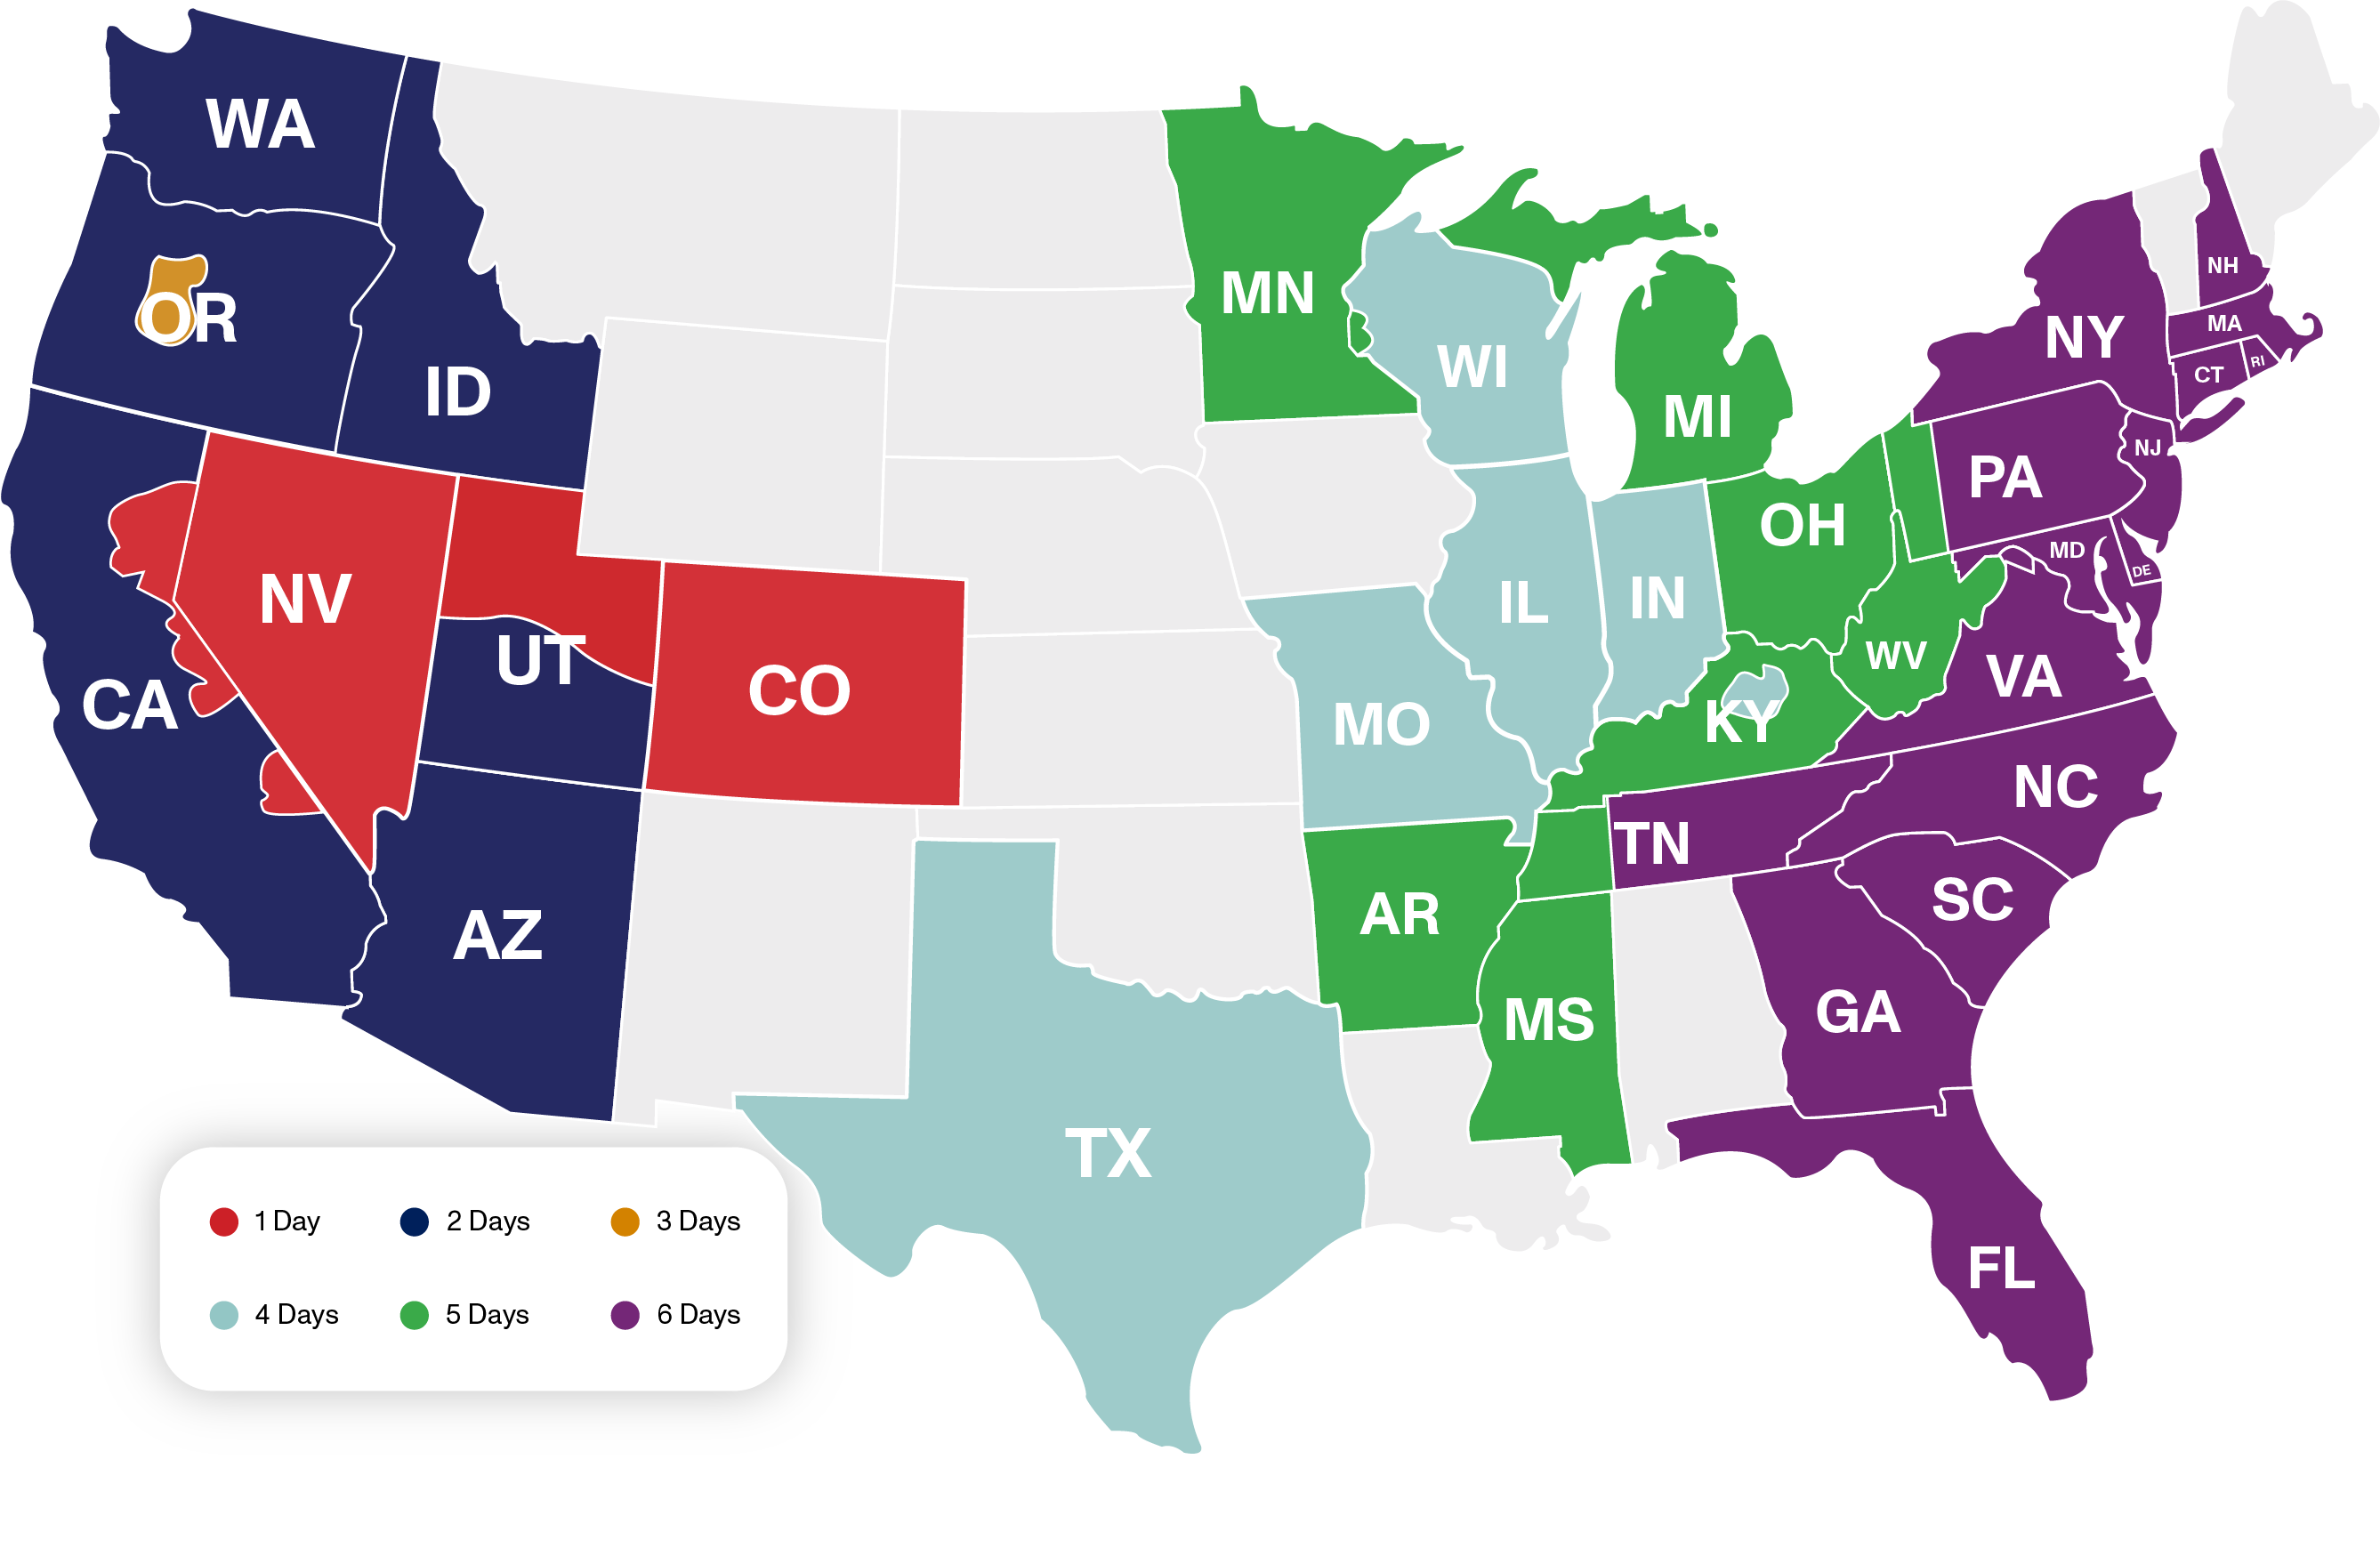 WA
OR
ID
NV
UT
CA
CO
AZ
MN
WI
MI
NY
NH
MA
CT
RI
PA
NJ
OH
IL
IN
MD
DE
WV
VA
MO
KY
NC
TN
SC
AR
MS
GA
TX
FL
1 Day
2 Days
3 Days
4 Days
5 Days
6 Days